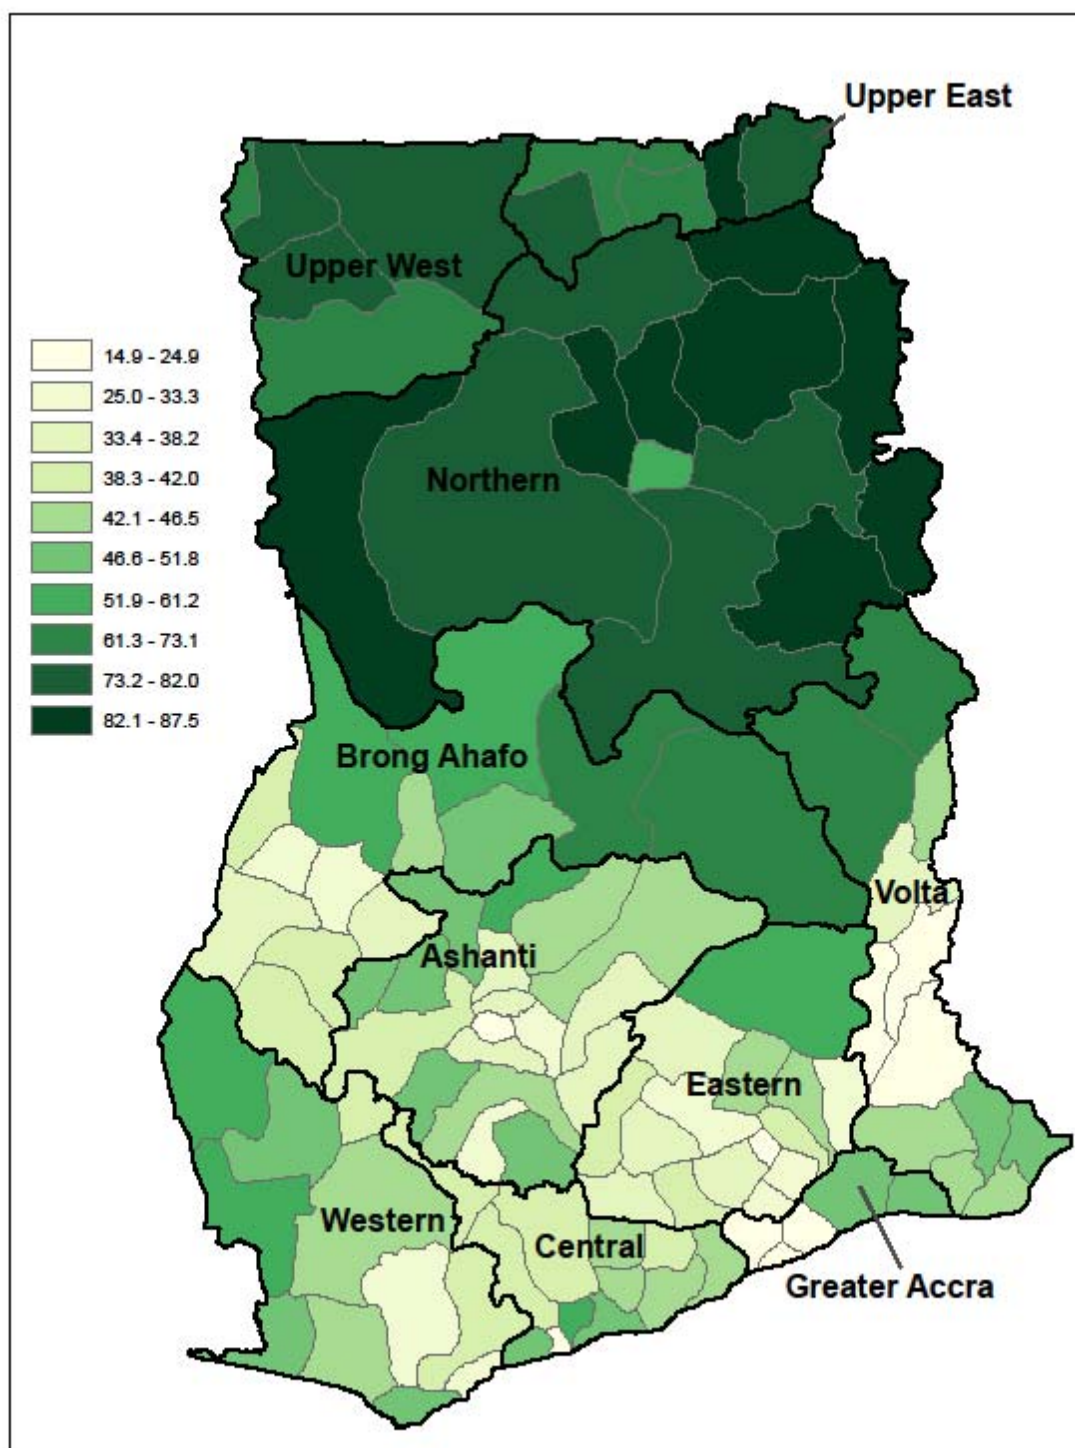 Upper East
Upper West
14.9 - 24.9
25.0 - 33.3
33.4 - 38.2
38.3 - 42.0
42.1 - 46.5
46.6 - 51.8
51.9 - 61.2
61.3 - 73.1
73.2 - 82.0
82.1 - 87.5
Northern
Brong Ahafo
Volta
Ashanti
Eastern
Western
Central
Greater Accra